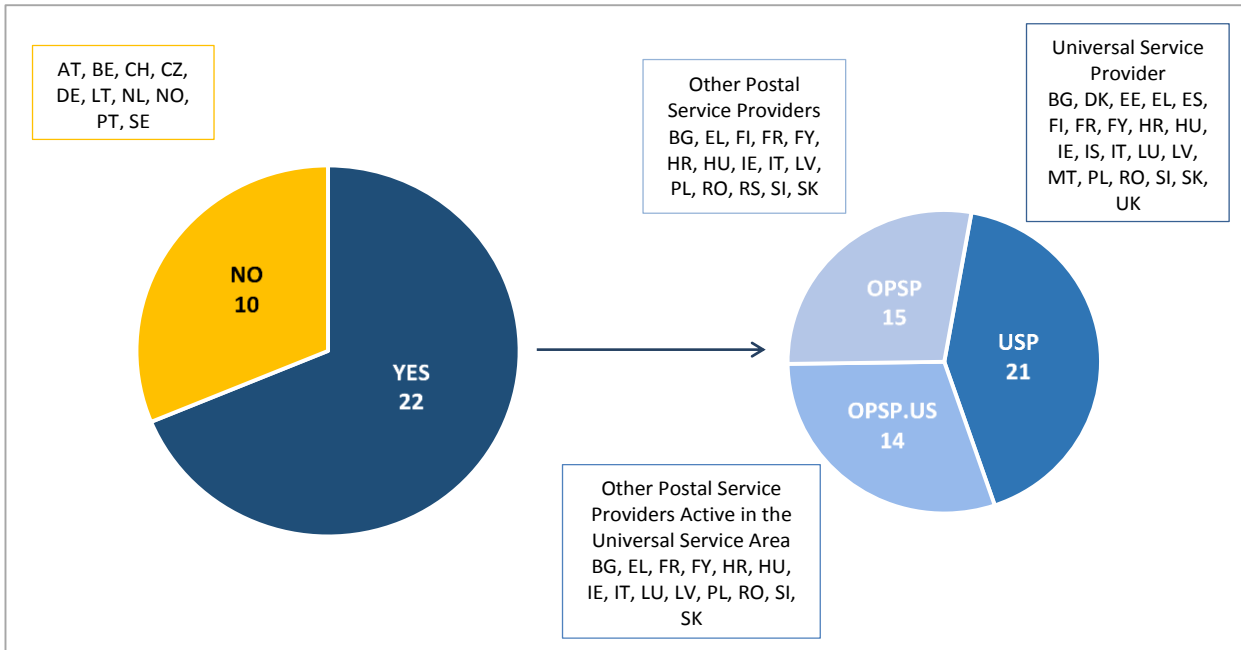 AT, BE, CH, CZ,
DE, LT, NL, NO,
PT, SE
NO
10
YES
22
Other Postal
Service Providers
BG, EL, FI, FR, FY,
HR, HU, IE, IT, LV,
PL, RO, RS, SI, SK
Universal Service
Provider
BG, DK, EE, EL, ES,
FI, FR, FY, HR, HU,
IE, IS, IT, LU, LV,
MT, PL, RO, SI, SK,
UK
OPSP
15
USP
21
OPSP.US
14
Other Postal Service
Providers Active in the
Universal Service Area
BG, EL, FR, FY, HR, HU,
IE, IT, LU, LV, PL, RO, SI,
SK